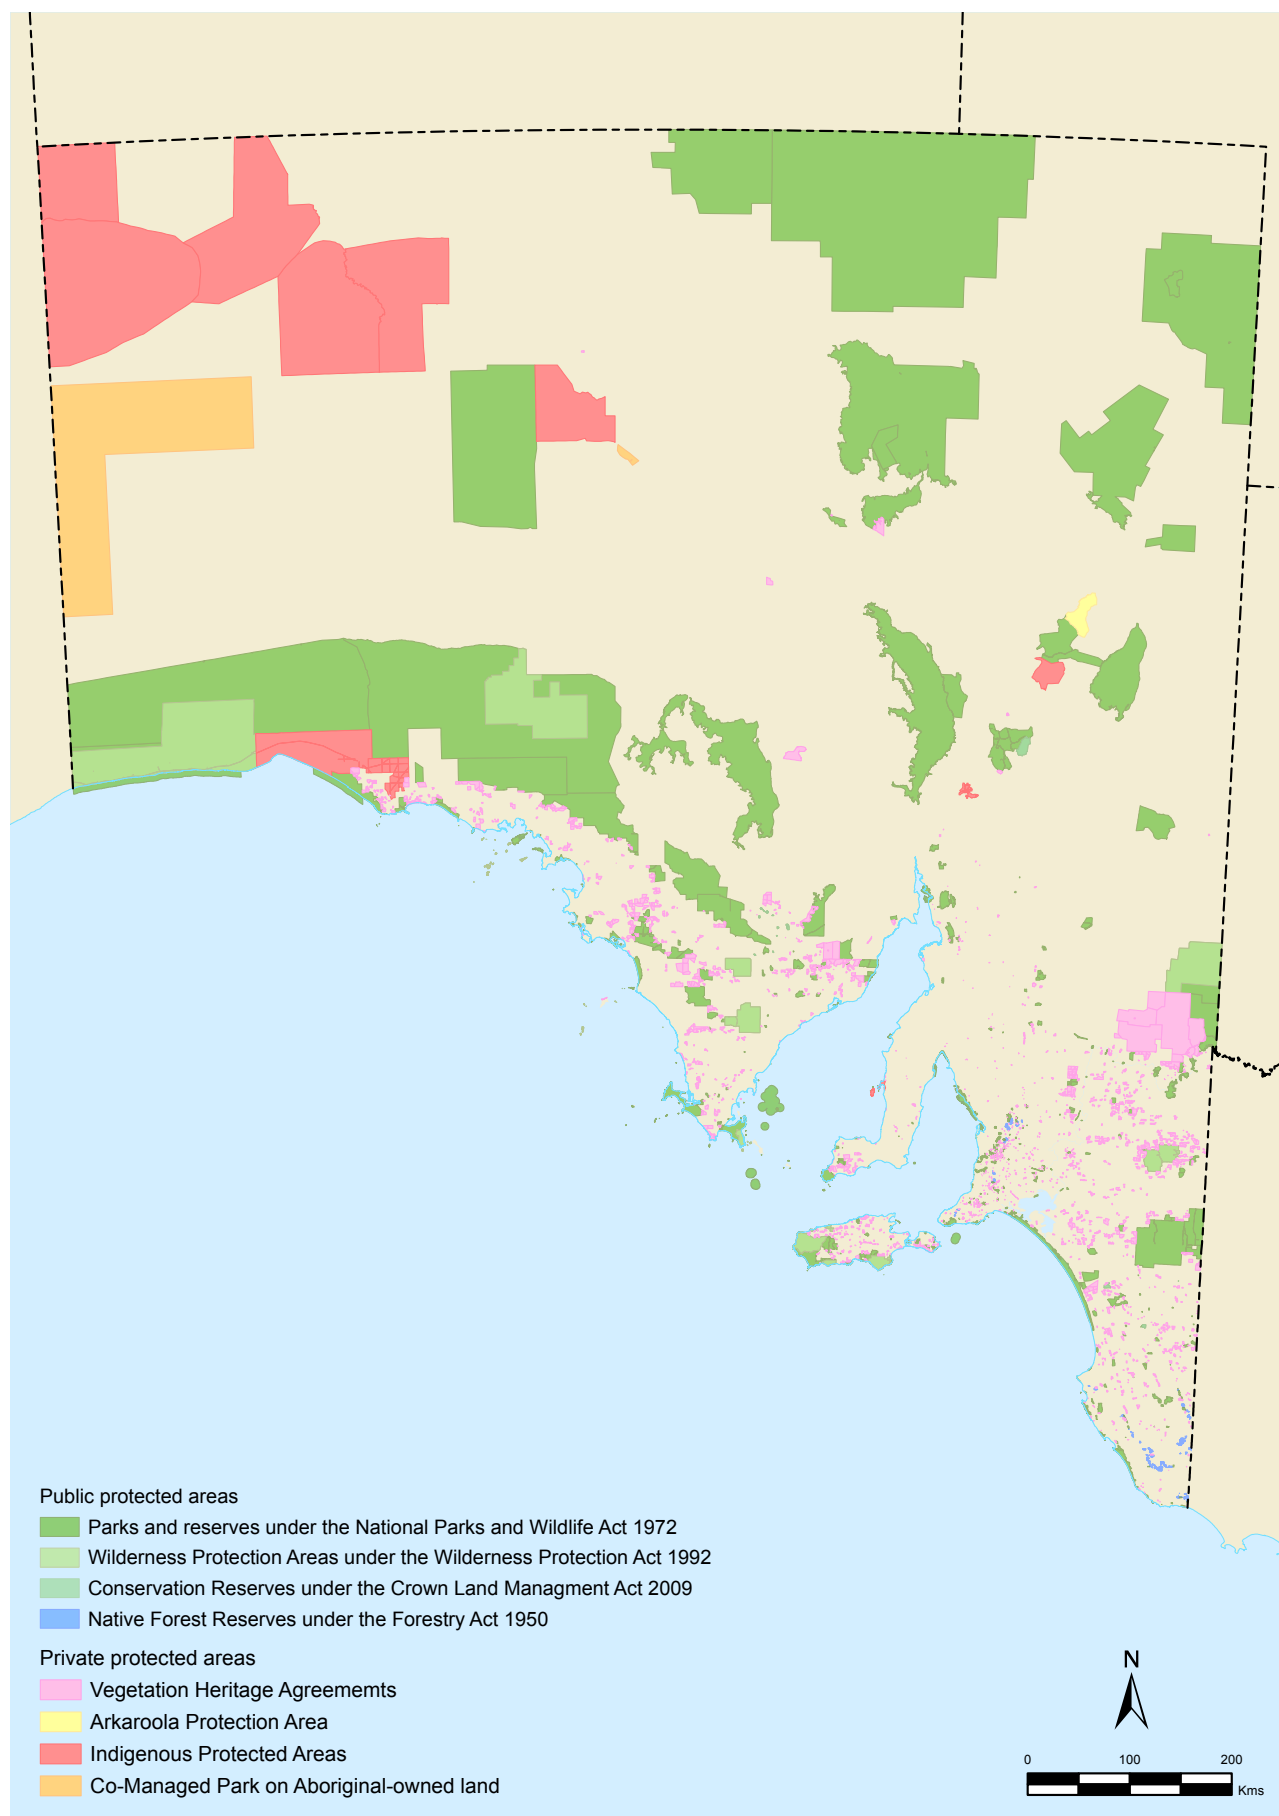 Public protected areas
Parks and reserves under the National Parks and Wildlife Act 1972
Wilderness Protection Areas under the Wilderness Protection Act 1992
Conservation Reserves under the Crown Land Managment Act 2009
Native Forest Reserves under the Forestry Act 1950
Private protected areas
Vegetation Heritage Agreememts
Arkaroola Protection Area
Indigenous Protected Areas
Co-Managed Park on Aboriginal-owned land
N
0 100 200
Kms